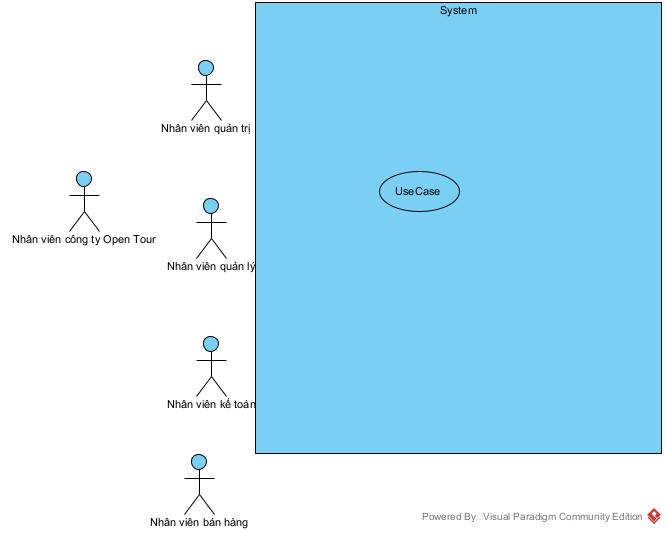 System
Nhân viên quản trị
UseCase
Nhân viên công ty Open Tour
Nhân viên quản lý
Nhân viên kế toán
Nhân viên bán hàng
Powered By Visual Paradigm Community Edition